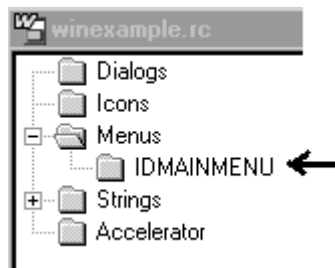 winexample.rc
Dialogs
Icons
Menus
IDMAINMENU
Strings
Accelerator